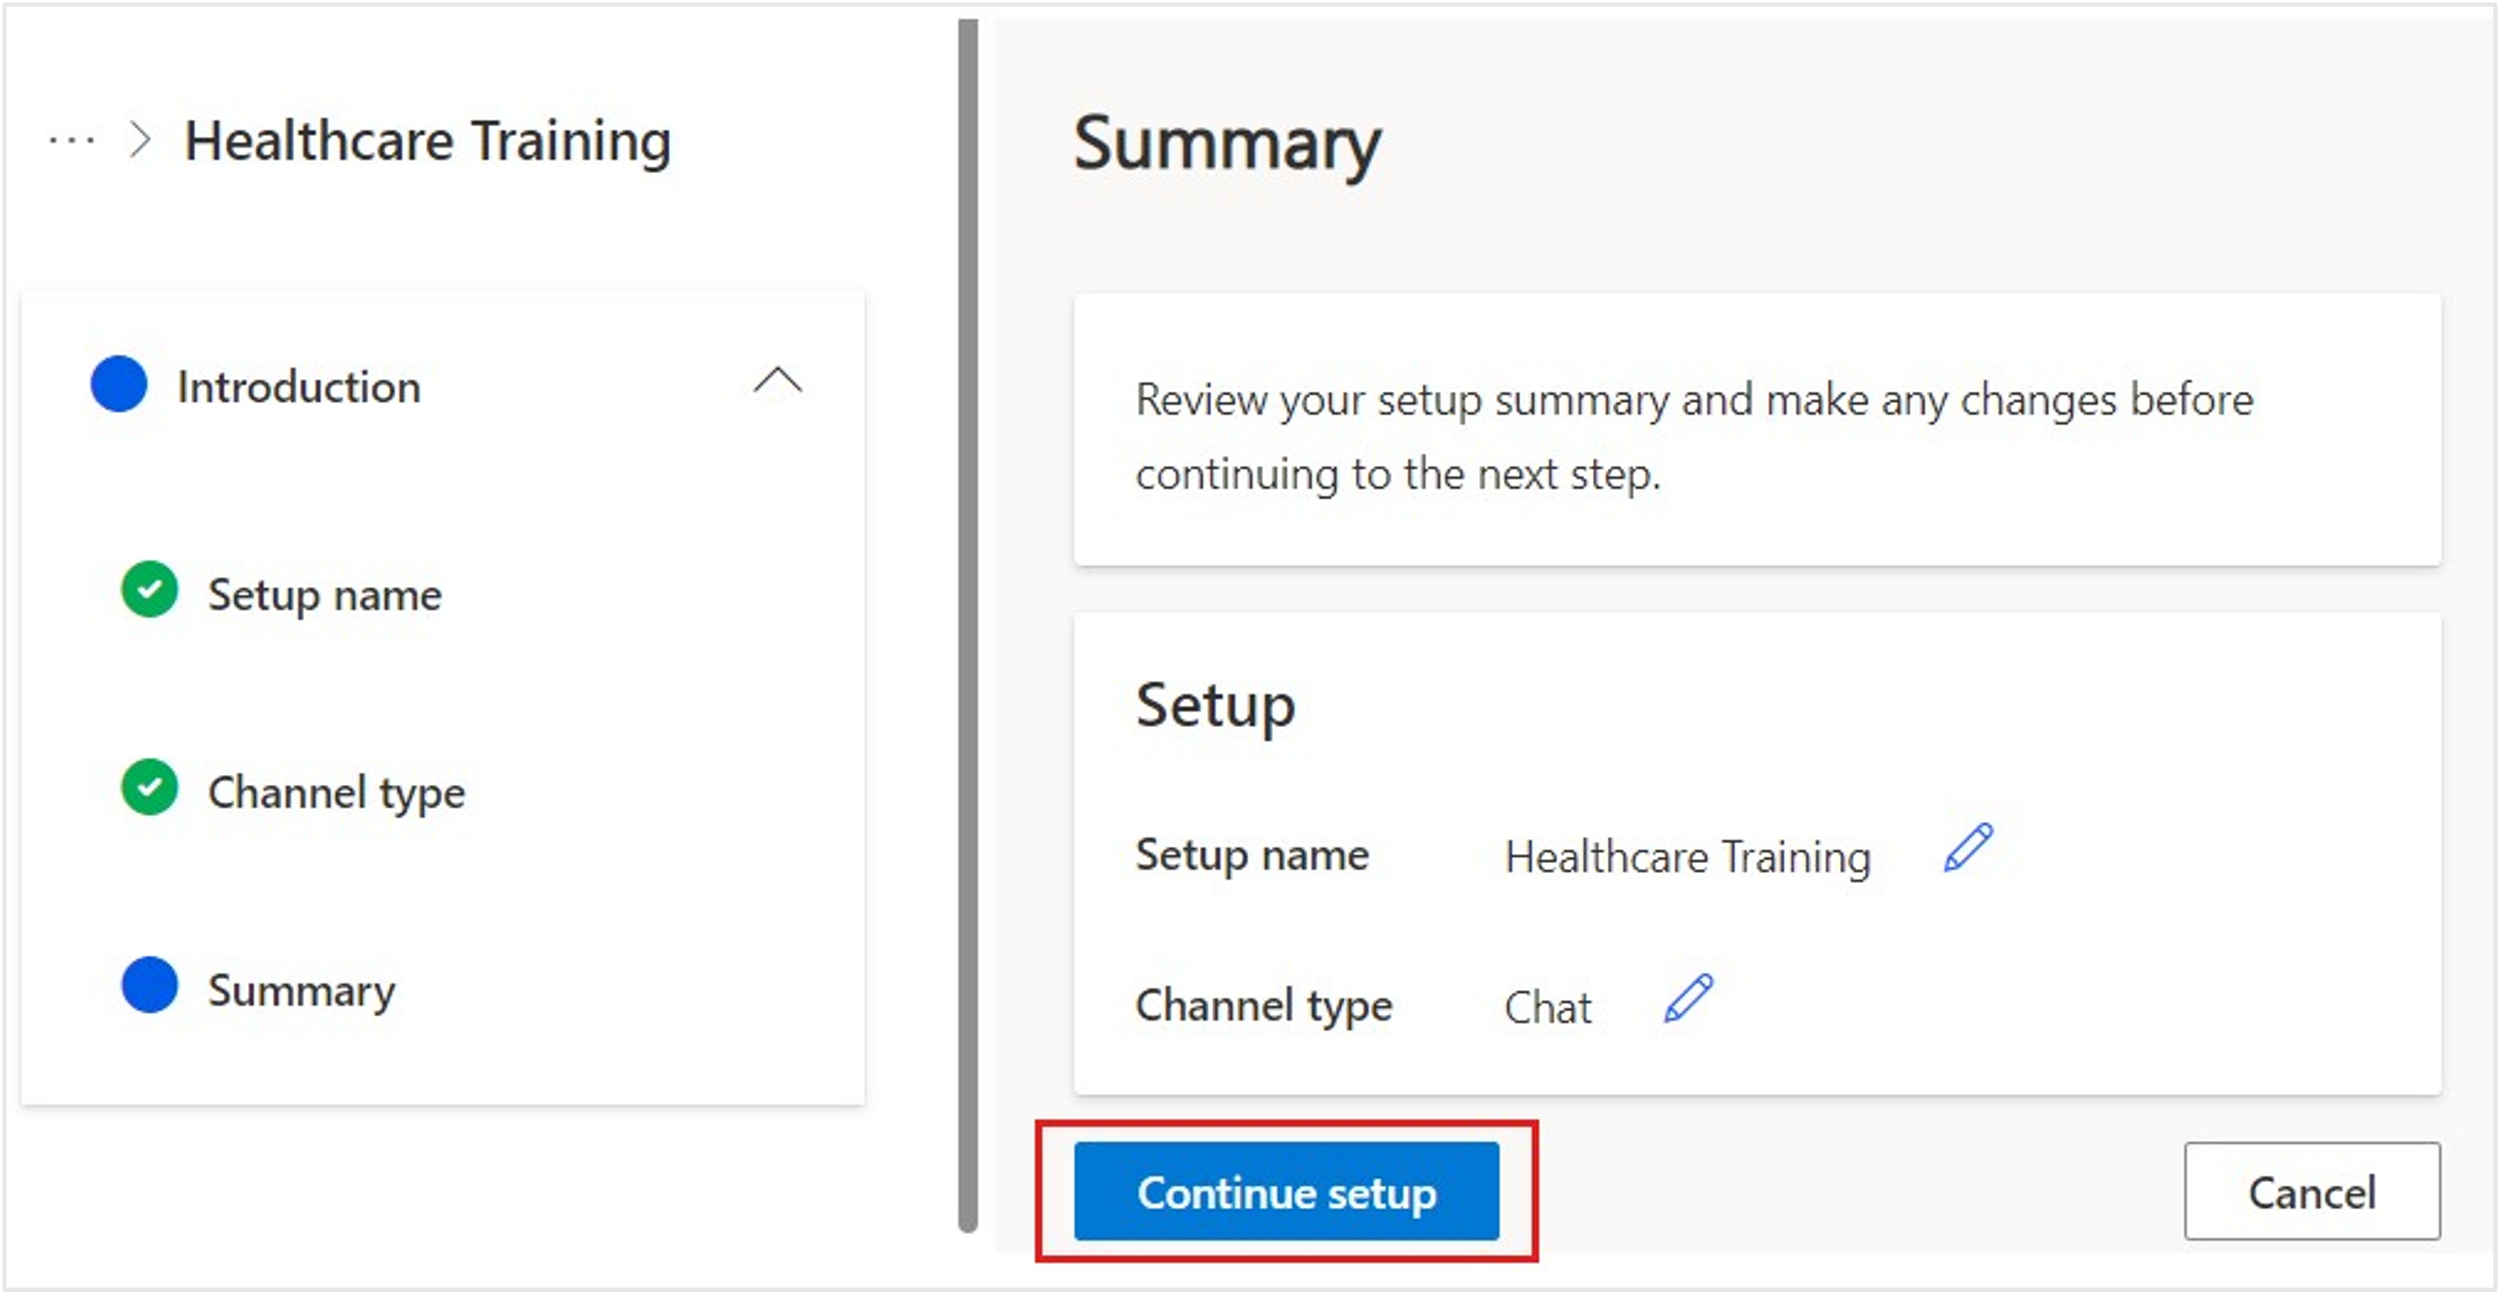 ··· > Healthcare Training
Introduction
Setup name
Channel type
Summary
Summary
Review your setup summary and make any changes before
continuing to the next step.
Setup
Setup name Healthcare Training
Channel type Chat
Continue setup Cancel